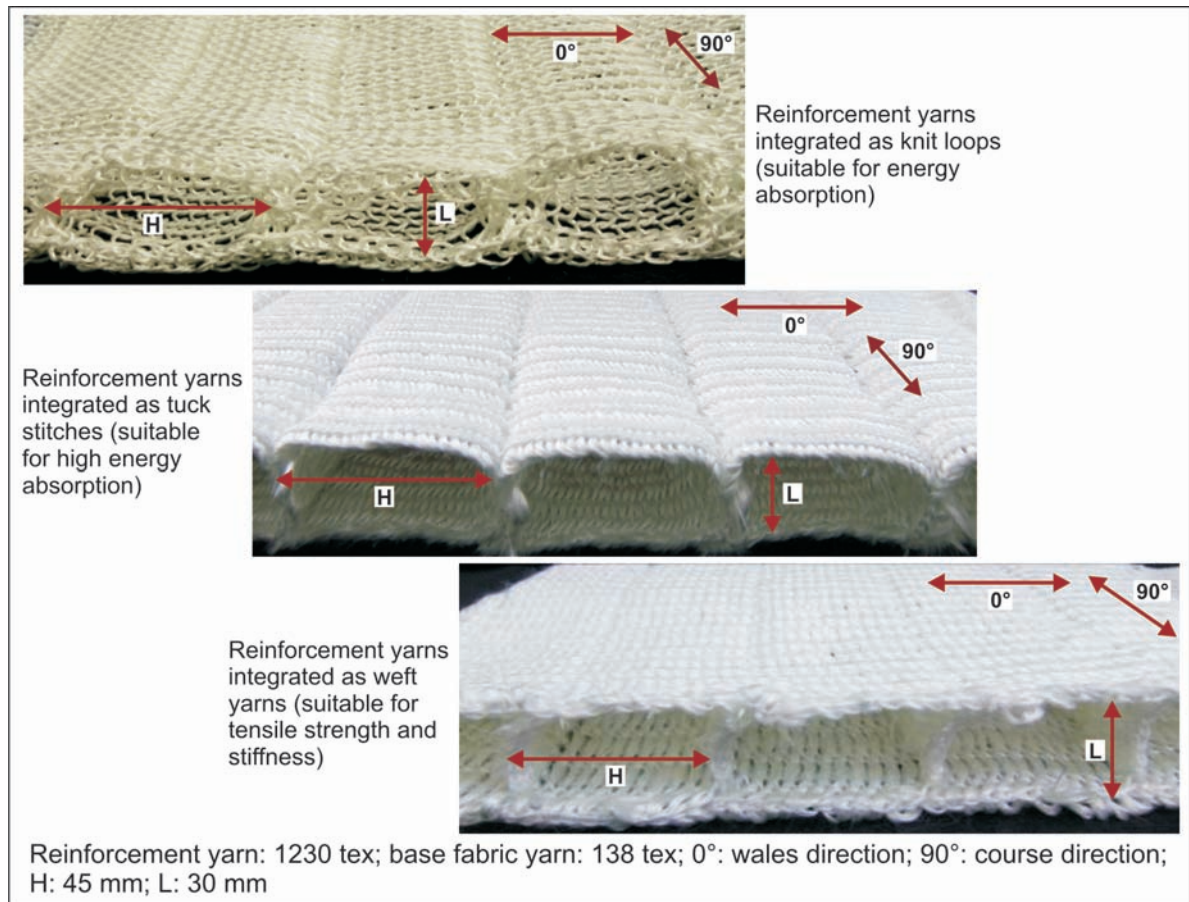 0°
90°
Reinforcement yarns
integrated as knit loops
(suitable for energy
absorption)
H
L
0°
90°
Reinforcement yarns
integrated as tuck
stitches (suitable
for high energy
absorption)
H
L
0°
90°
Reinforcement yarns
integrated as weft
yarns (suitable for
tensile strength and
stiffness)
H
L
Reinforcement yarn: 1230 tex; base fabric yarn: 138 tex; 0°: wales direction; 90°: course direction;
H: 45 mm; L: 30 mm